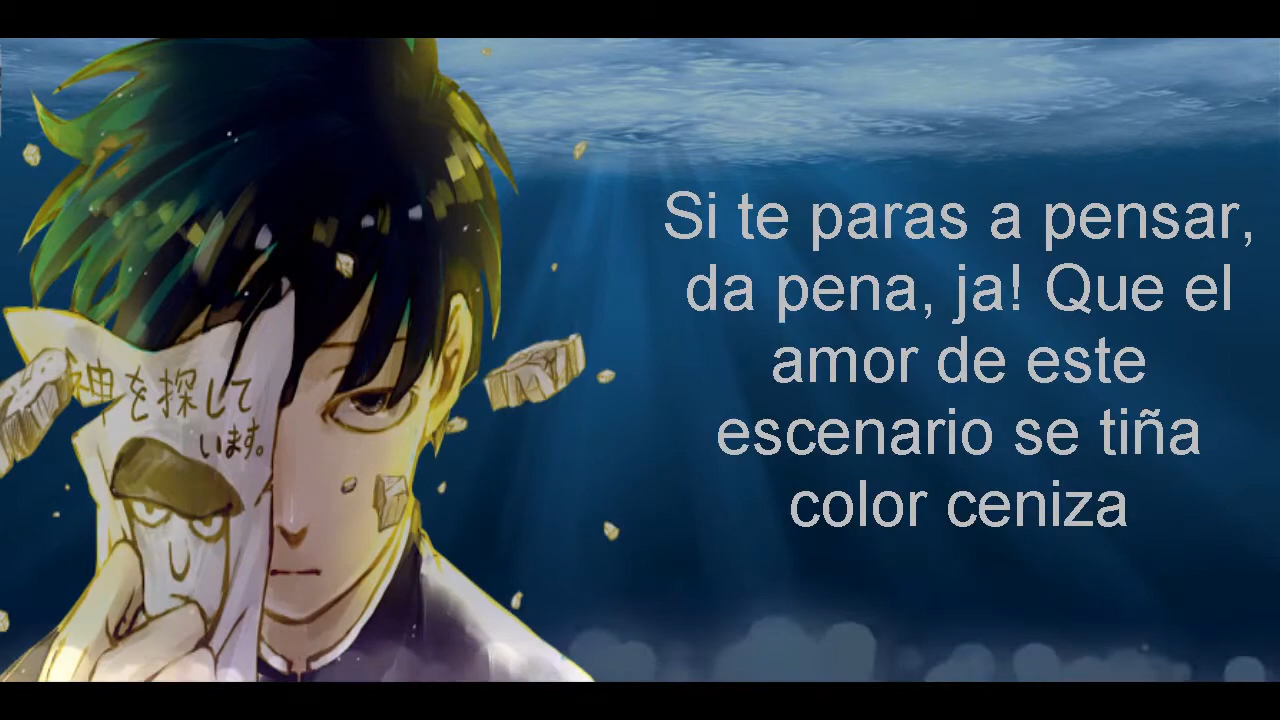 神を探して
います。
Si te paras a pensar,
da pena, ja! Que el
amor de este
escenario se tiña
color ceniza